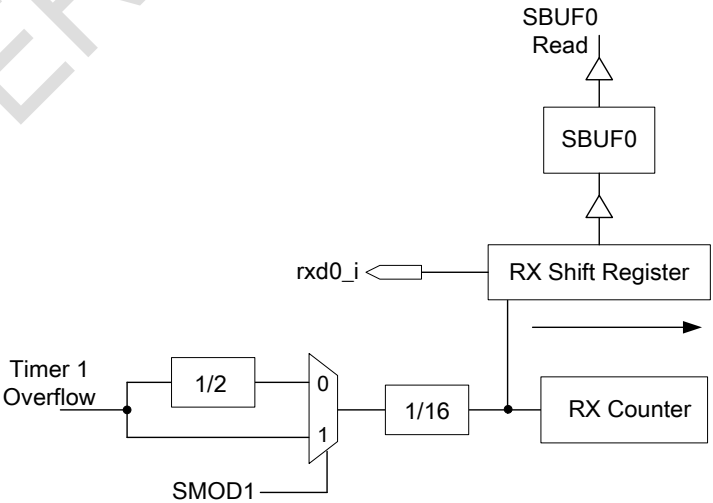 ER
SBUF0
Read
SBUF0
rxd0_i
RX Shift Register
Timer 1
Overflow
1/2
0
1
1/16
RX Counter
SMOD1